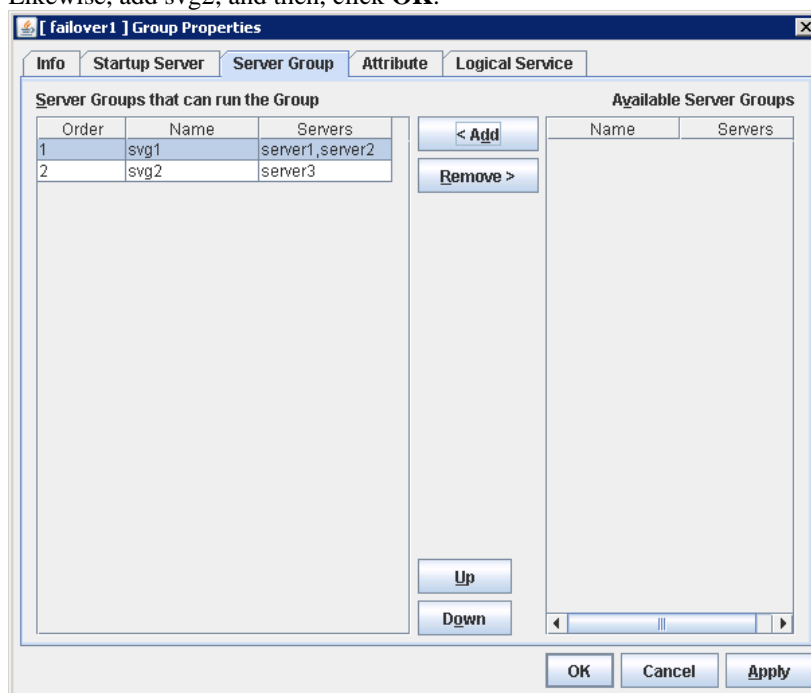 Likewise, add svg2, and then, click OK.
[ failover1 ] Group Properties
Info Startup Server Server Group Attribute Logical Service
Server Groups that can run the Group
Order Name Servers
1 svg1 server1,server2
2 svg2 server3
< Add
Remove >
Up
Down
Available Server Groups
Name Servers
OK Cancel Apply